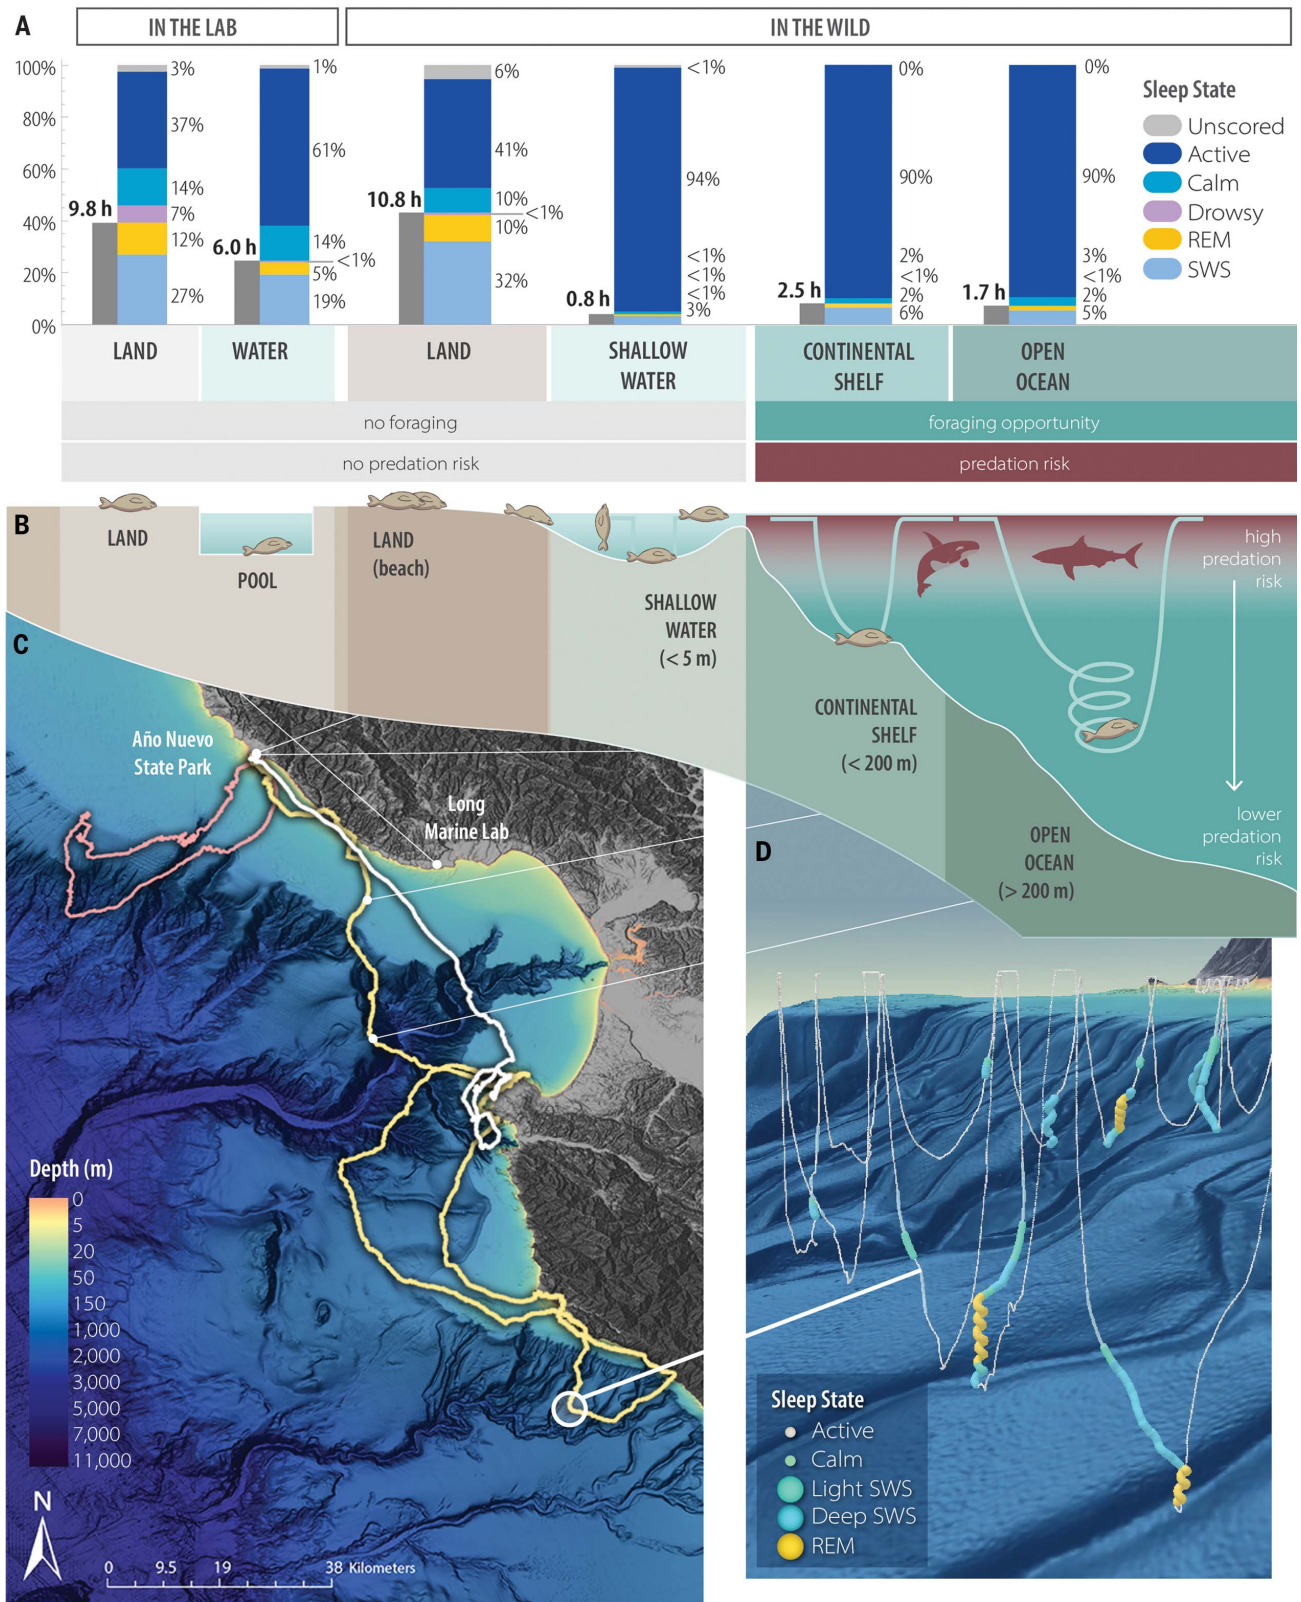 A
IN THE LAB
IN THE WILD
100%
80%
60%
40%
20%
0%
3%
37%
14%
7%
12%
27%
9.8 h
1%
61%
14%
<1%
5%
19%
6.0 h
6%
41%
10%
<1%
10%
32%
10.8 h
<1%
94%
<1%
<1%
<1%
3%
0.8 h
0%
90%
2%
<1%
2%
6%
2.5 h
0%
90%
3%
<1%
2%
5%
1.7 h
Sleep State
Unscored
Active
Calm
Drowsy
REM
SWS
LAND
WATER
LAND
SHALLOW
WATER
CONTINENTAL
SHELF
OPEN
OCEAN
no foraging
foraging opportunity
no predation risk
predation risk
B
LAND
POOL
LAND
(beach)
SHALLOW
WATER
(< 5 m)
CONTINENTAL
SHELF
(< 200 m)
OPEN
OCEAN
(> 200 m)
high
predation
risk
lower
predation
risk
C
Año Nuevo
State Park
Long
Marine Lab
Depth (m)
0
5
20
50
150
1,000
2,000
3,000
5,000
7,000
11,000
N
0 9.5 19 38 Kilometers
D
Sleep State
Active
Calm
Light SWS
Deep SWS
REM